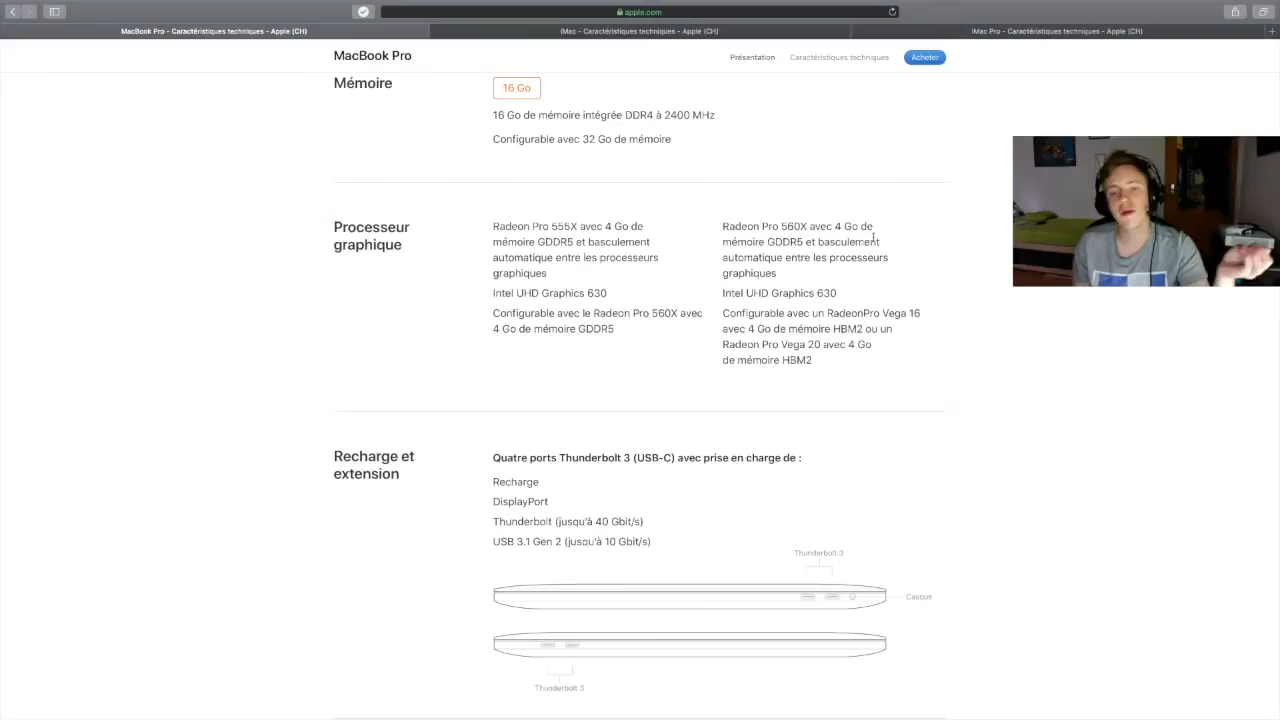 apple.com
MacBook Pro - Caractéristiques techniques - Apple (CH)
iMac - Caractéristiques techniques - Apple (CH)
iMac Pro - Caractéristiques techniques - Apple (CH)
MacBook Pro
Présentation
Caractéristiques techniques
Acheter
Mémoire
16 Go
16 Go de mémoire intégrée DDR4 à 2400 MHz
Configurable avec 32 Go de mémoire
Processeur
graphique
Radeon Pro 555X avec 4 Go de
mémoire GDDR5 et basculement
automatique entre les processeurs
graphiques
Intel UHD Graphics 630
Configurable avec le Radeon Pro 560X avec
4 Go de mémoire GDDR5
Radeon Pro 560X avec 4 Go de
mémoire GDDR5 et basculement
automatique entre les processeurs
graphiques
Intel UHD Graphics 630
Configurable avec un RadeonPro Vega 16
avec 4 Go de mémoire HBM2 ou un
Radeon Pro Vega 20 avec 4 Go
de mémoire HBM2
Recharge et
extension
Quatre ports Thunderbolt 3 (USB-C) avec prise en charge de :
Recharge
DisplayPort
Thunderbolt (jusqu'à 40 Gbit/s)
USB 3.1 Gen 2 (jusqu'à 10 Gbit/s)
Thunderbolt 3
Casque
Thunderbolt 3